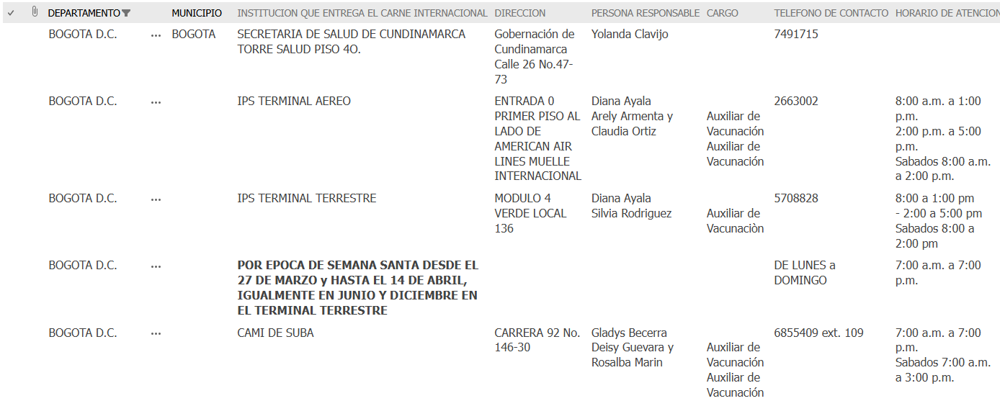 DEPARTAMENTO MUNICIPIO INSTITUCION QUE ENTREGA EL CARNE INTERNACIONAL DIRECCION PERSONA RESPONSABLE CARGO TELEFONO DE CONTACTO HORARIO DE ATENCION
BOGOTA D.C. ... BOGOTA SECRETARIA DE SALUD DE CUNDINAMARCA Gobernación de Yolanda Clavijo 7491715
TORRE SALUD PISO 4O. Cundinamarca
Calle 26 No.47-
73
BOGOTA D.C. ... IPS TERMINAL AEREO ENTRADA 0 Diana Ayala 2663002 8:00 a.m. a 1:00
PRIMER PISO AL Arely Armenta y Auxiliar de p.m.
LADO DE Claudia Ortiz Vacunación 2:00 p.m. a 5:00
AMERICAN AIR Auxiliar de p.m.
LINES MUELLE Vacunación Sabados 8:00 a.m.
INTERNACIONAL a 2:00 p.m.
BOGOTA D.C. ... IPS TERMINAL TERRESTRE MODULO 4 Diana Ayala 5708828 8:00 a 1:00 pm
VERDE LOCAL Silvia Rodriguez Auxiliar de - 2:00 a 5:00 pm
136 Vacunaciòn Sabados 8:00 a
2:00 pm
BOGOTA D.C. ... POR EPOCA DE SEMANA SANTA DESDE EL DE LUNES a 7:00 a.m. a 7:00
27 DE MARZO y HASTA EL 14 DE ABRIL, DOMINGO p.m.
IGUALMENTE EN JUNIO Y DICIEMBRE EN
EL TERMINAL TERRESTRE
BOGOTA D.C. ... CAMI DE SUBA CARRERA 92 No. Gladys Becerra 6855409 ext. 109 7:00 a.m. a 7:00
146-30 Deisy Guevara y Auxiliar de p.m.
Rosalba Marin Vacunación Sabados 7:00 a.m.
Auxiliar de a 3:00 p.m.
Vacunación